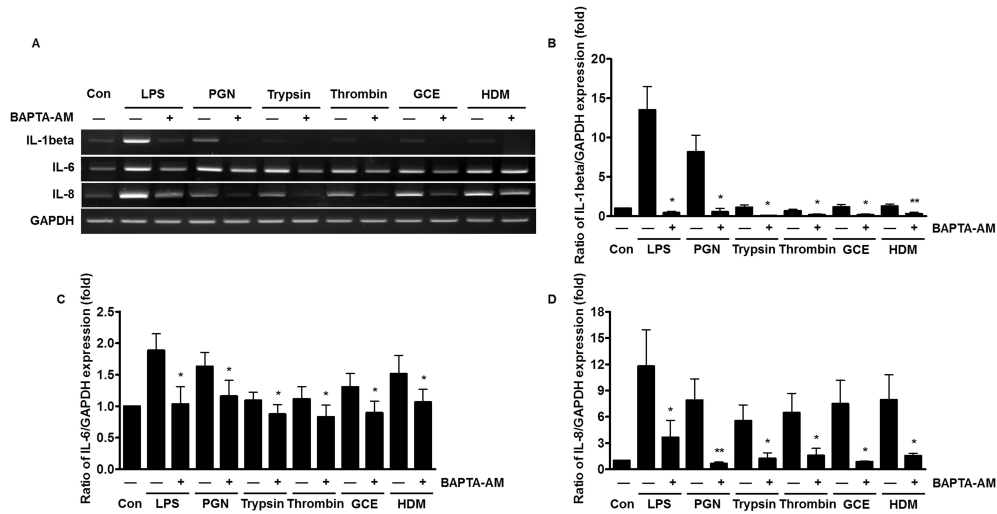 A
Con LPS PGN Trypsin Thrombin GCE HDM
BAPTA-AM — — + — + — + — + — + — +
IL-1beta
IL-6
IL-8
GAPDH
B
Ratio of IL-1beta/GAPDH expression (fold)
20
15
10
5
0
* * * * * **
— — + — + — + — + — + — + BAPTA-AM
Con LPS PGN Trypsin Thrombin GCE HDM
C
Ratio of IL-6/GAPDH expression (fold)
2.5
2.0
1.5
1.0
0.5
0.0
* * * * * *
— — + — + — + — + — + — + BAPTA-AM
Con LPS PGN Trypsin Thrombin GCE HDM
D
Ratio of IL-8/GAPDH expression (fold)
18
15
12
9
6
3
0
* ** * * * *
— — + — + — + — + — + — + BAPTA-AM
Con LPS PGN Trypsin Thrombin GCE HDM